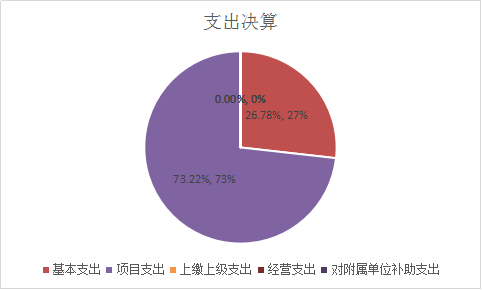 支出决算
0.00%, 0%
26.78%, 27%
73.22%, 73%
基本支出 项目支出 上缴上级支出 经营支出 对附属单位补助支出